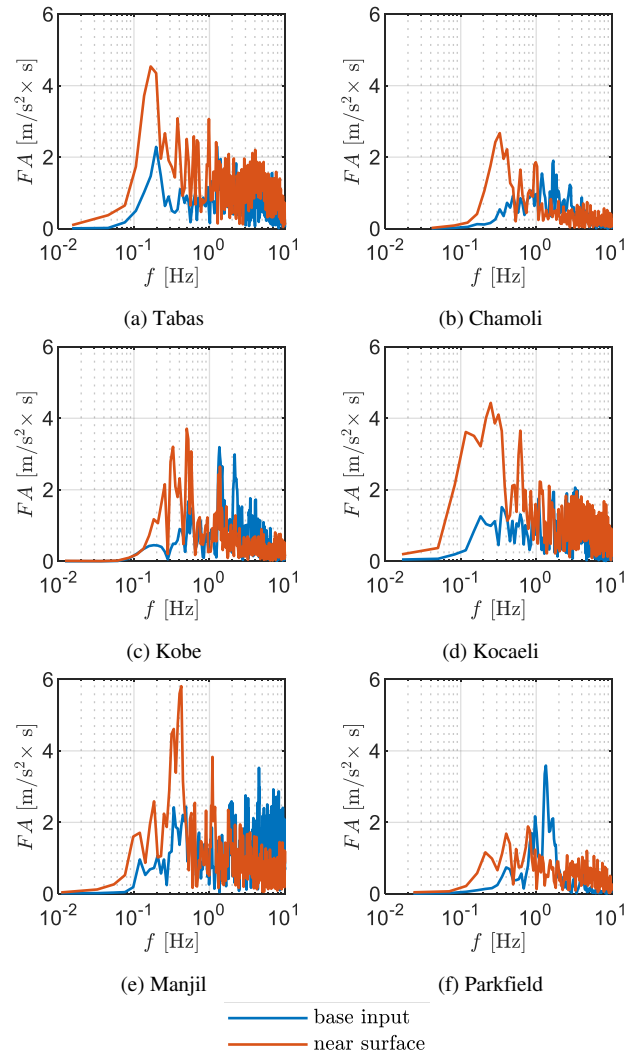 6
4
2
0
FA [m/s²× s]
10⁻² 10⁻¹ 10⁰ 10¹
f [Hz]
(a) Tabas
6
4
2
0
FA [m/s²× s]
10⁻² 10⁻¹ 10⁰ 10¹
f [Hz]
(b) Chamoli
6
4
2
0
FA [m/s²× s]
10⁻² 10⁻¹ 10⁰ 10¹
f [Hz]
(c) Kobe
6
4
2
0
FA [m/s²× s]
10⁻² 10⁻¹ 10⁰ 10¹
f [Hz]
(d) Kocaeli
6
4
2
0
FA [m/s²× s]
10⁻² 10⁻¹ 10⁰ 10¹
f [Hz]
(e) Manjil
6
4
2
0
FA [m/s²× s]
10⁻² 10⁻¹ 10⁰ 10¹
f [Hz]
(f) Parkfield
base input
near surface